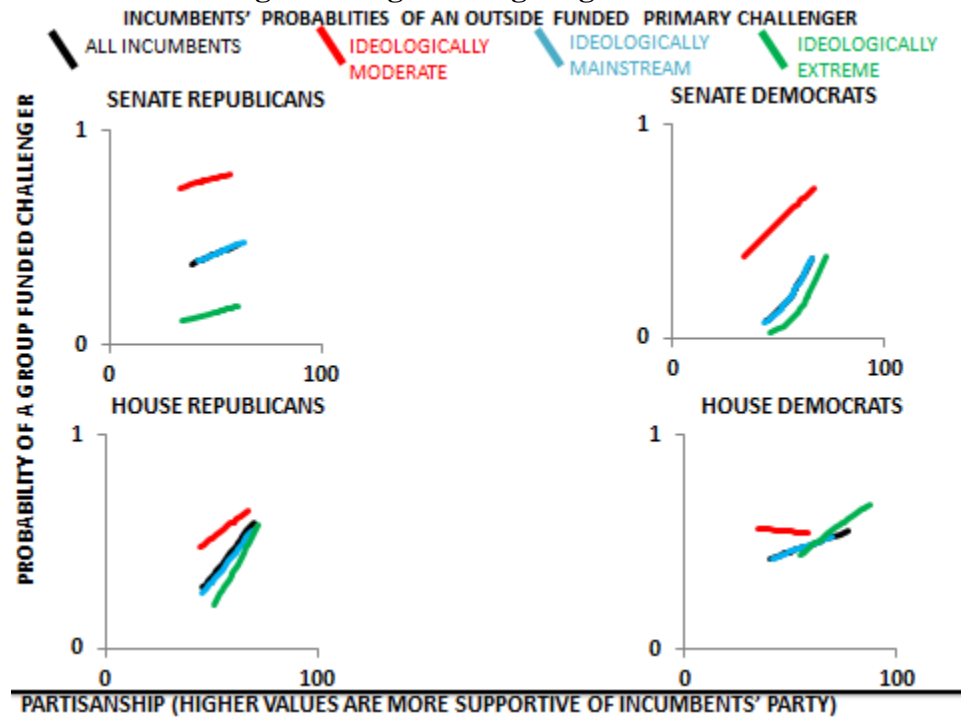 INCUMBENTS' PROBABLITIES OF AN OUTSIDE FUNDED PRIMARY CHALLENGER
ALL INCUMBENTS
IDEOLOGICALLY
MODERATE
IDEOLOGICALLY
MAINSTREAM
IDEOLOGICALLY
EXTREME
PROBABILITY OF A GROUP FUNDED CHALLENGER
SENATE REPUBLICANS
1
0
0 100
SENATE DEMOCRATS
1
0
0 100
HOUSE REPUBLICANS
1
0
0 100
HOUSE DEMOCRATS
1
0
0 100
PARTISANSHIP (HIGHER VALUES ARE MORE SUPPORTIVE OF INCUMBENTS' PARTY)